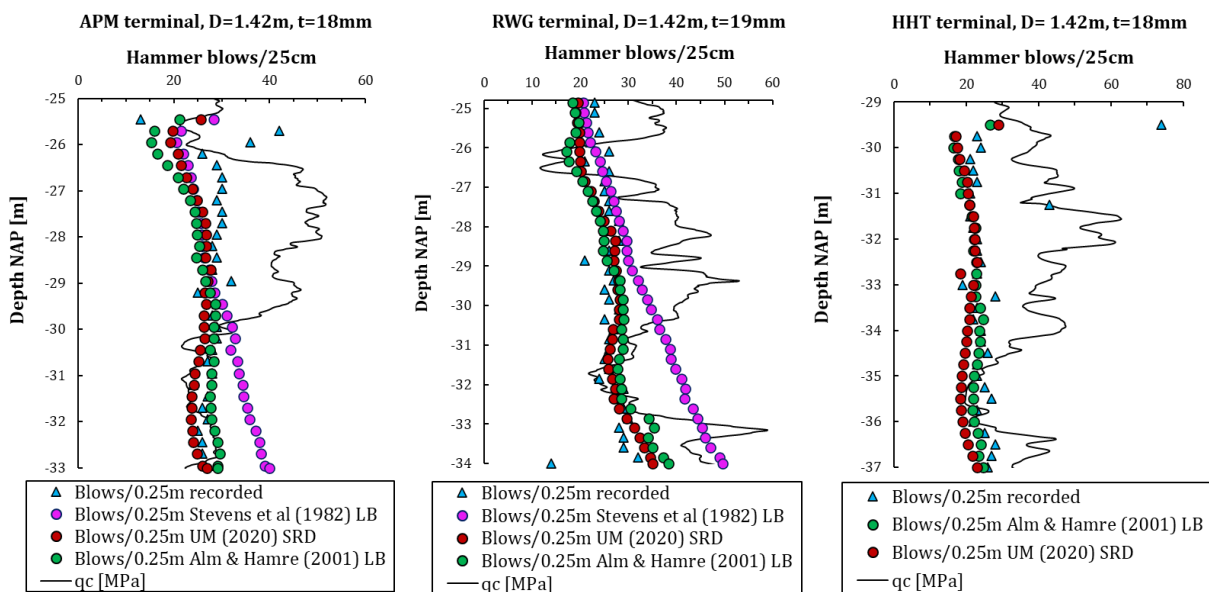 APM terminal, D=1.42m, t=18mm
Hammer blows/25cm
0 20 40 60
-25
-26
-27
-28
-29
-30
-31
-32
-33
Depth NAP [m]
Blows/0.25m recorded
Blows/0.25m Stevens et al (1982) LB
Blows/0.25m UM (2020) SRD
Blows/0.25m Alm & Hamre (2001) LB
qc [MPa]
RWG terminal, D=1.42m, t=19mm
Hammer blows/25cm
0 10 20 30 40 50 60
-25
-26
-27
-28
-29
-30
-31
-32
-33
-34
Depth NAP [m]
Blows/0.25m recorded
Blows/0.25m Stevens et al (1982) LB
Blows/0.25m UM (2020) SRD
Blows/0.25m Alm & Hamre (2001) LB
qc [MPa]
HHT terminal, D= 1.42m, t=18mm
Hammer blows/25cm
0 20 40 60 80
-29
-30
-31
-32
-33
-34
-35
-36
-37
Depth NAP [m]
Blows/0.25m recorded
Blows/0.25m Alm & Hamre (2001) LB
Blows/0.25m UM (2020) SRD
qc [MPa]